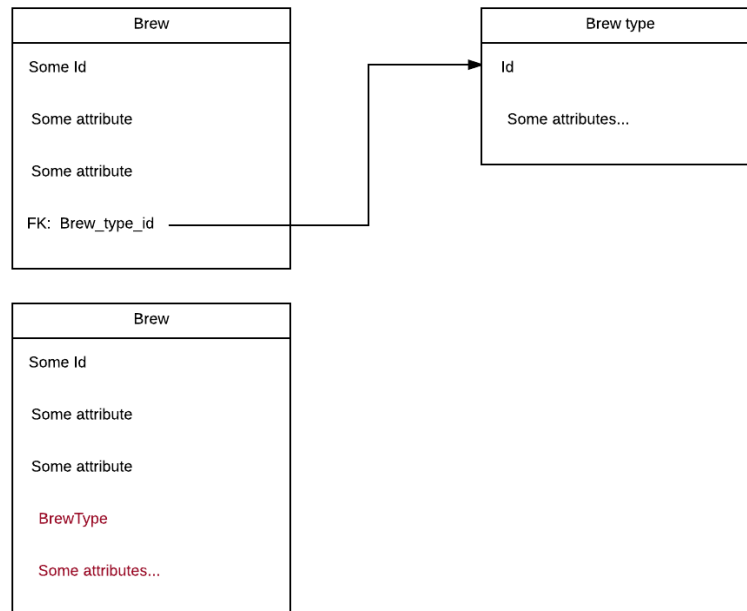 Brew
Some Id
Some attribute
Some attribute
FK: Brew_type_id
Brew type
Id
Some attributes...
Brew
Some Id
Some attribute
Some attribute
BrewType
Some attributes...